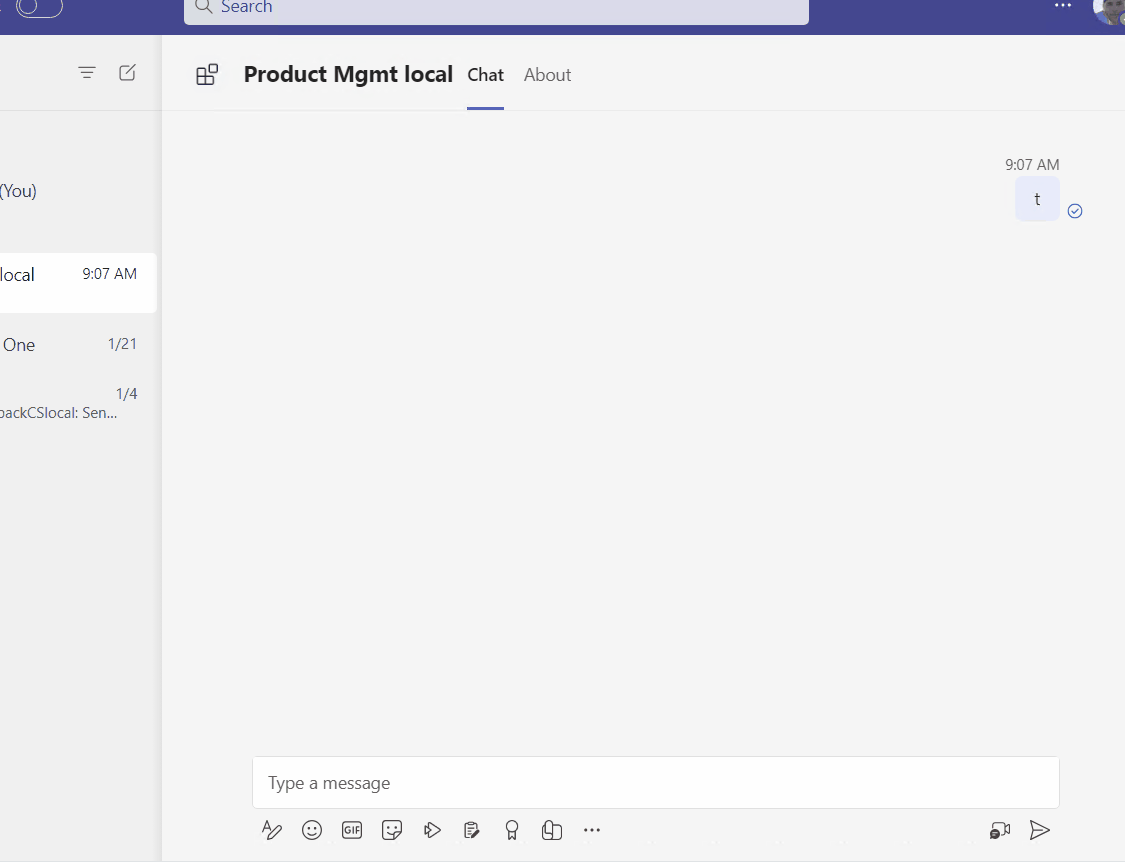 Search
Product Mgmt local Chat About
9:07 AM
t
(You)
local 9:07 AM
One 1/21
1/4
backCSlocal: Sen...
Type a message
GIF